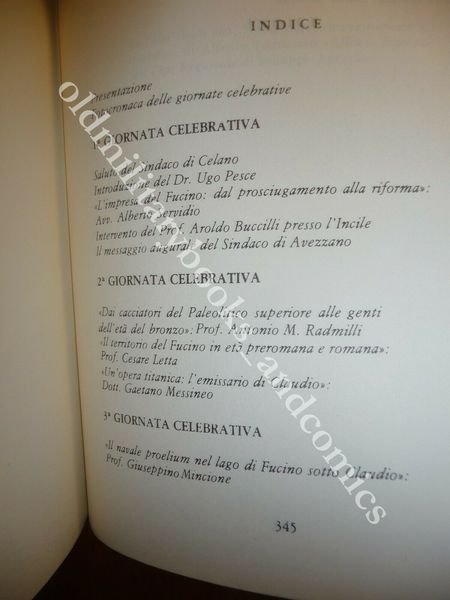 INDICE
Presentazione
Fotocronaca delle giornate celebrative
1ª GIORNATA CELEBRATIVA
Saluto del Sindaco di Celano
Introduzione del Dr. Ugo Pesce
«L'impresa del Fucino: dal prosciugamento alla riforma»:
Avv. Alberto Servidio
Intervento del Prof. Aroldo Buccilli presso l'Incile
Il messaggio augurale del Sindaco di Avezzano
2ª GIORNATA CELEBRATIVA
«Dai cacciatori del Paleolitico superiore alle genti
dell'età del bronzo»: Prof. Antonio M. Radmilli
«Il territorio del Fucino in età preromana e romana»:
Prof. Cesare Letta
«Un'opera titanica: l'emissario di Claudio»:
Dott. Gaetano Messineo
3ª GIORNATA CELEBRATIVA
«Il navale proelium nel lago di Fucino sotto Claudio»:
Prof. Giuseppino Mincione
345
oldmilitarybooks_andcomics